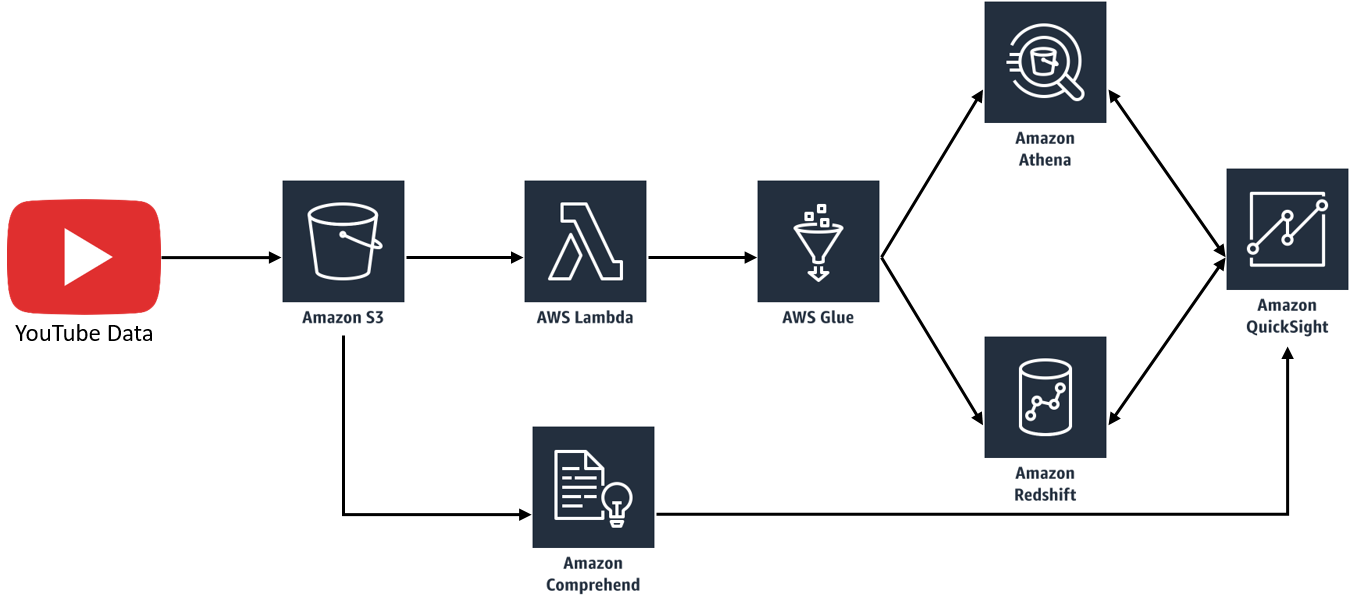 Amazon
Athena
YouTube Data
Amazon S3
AWS Lambda
AWS Glue
Amazon
QuickSight
Amazon
Redshift
Amazon
Comprehend